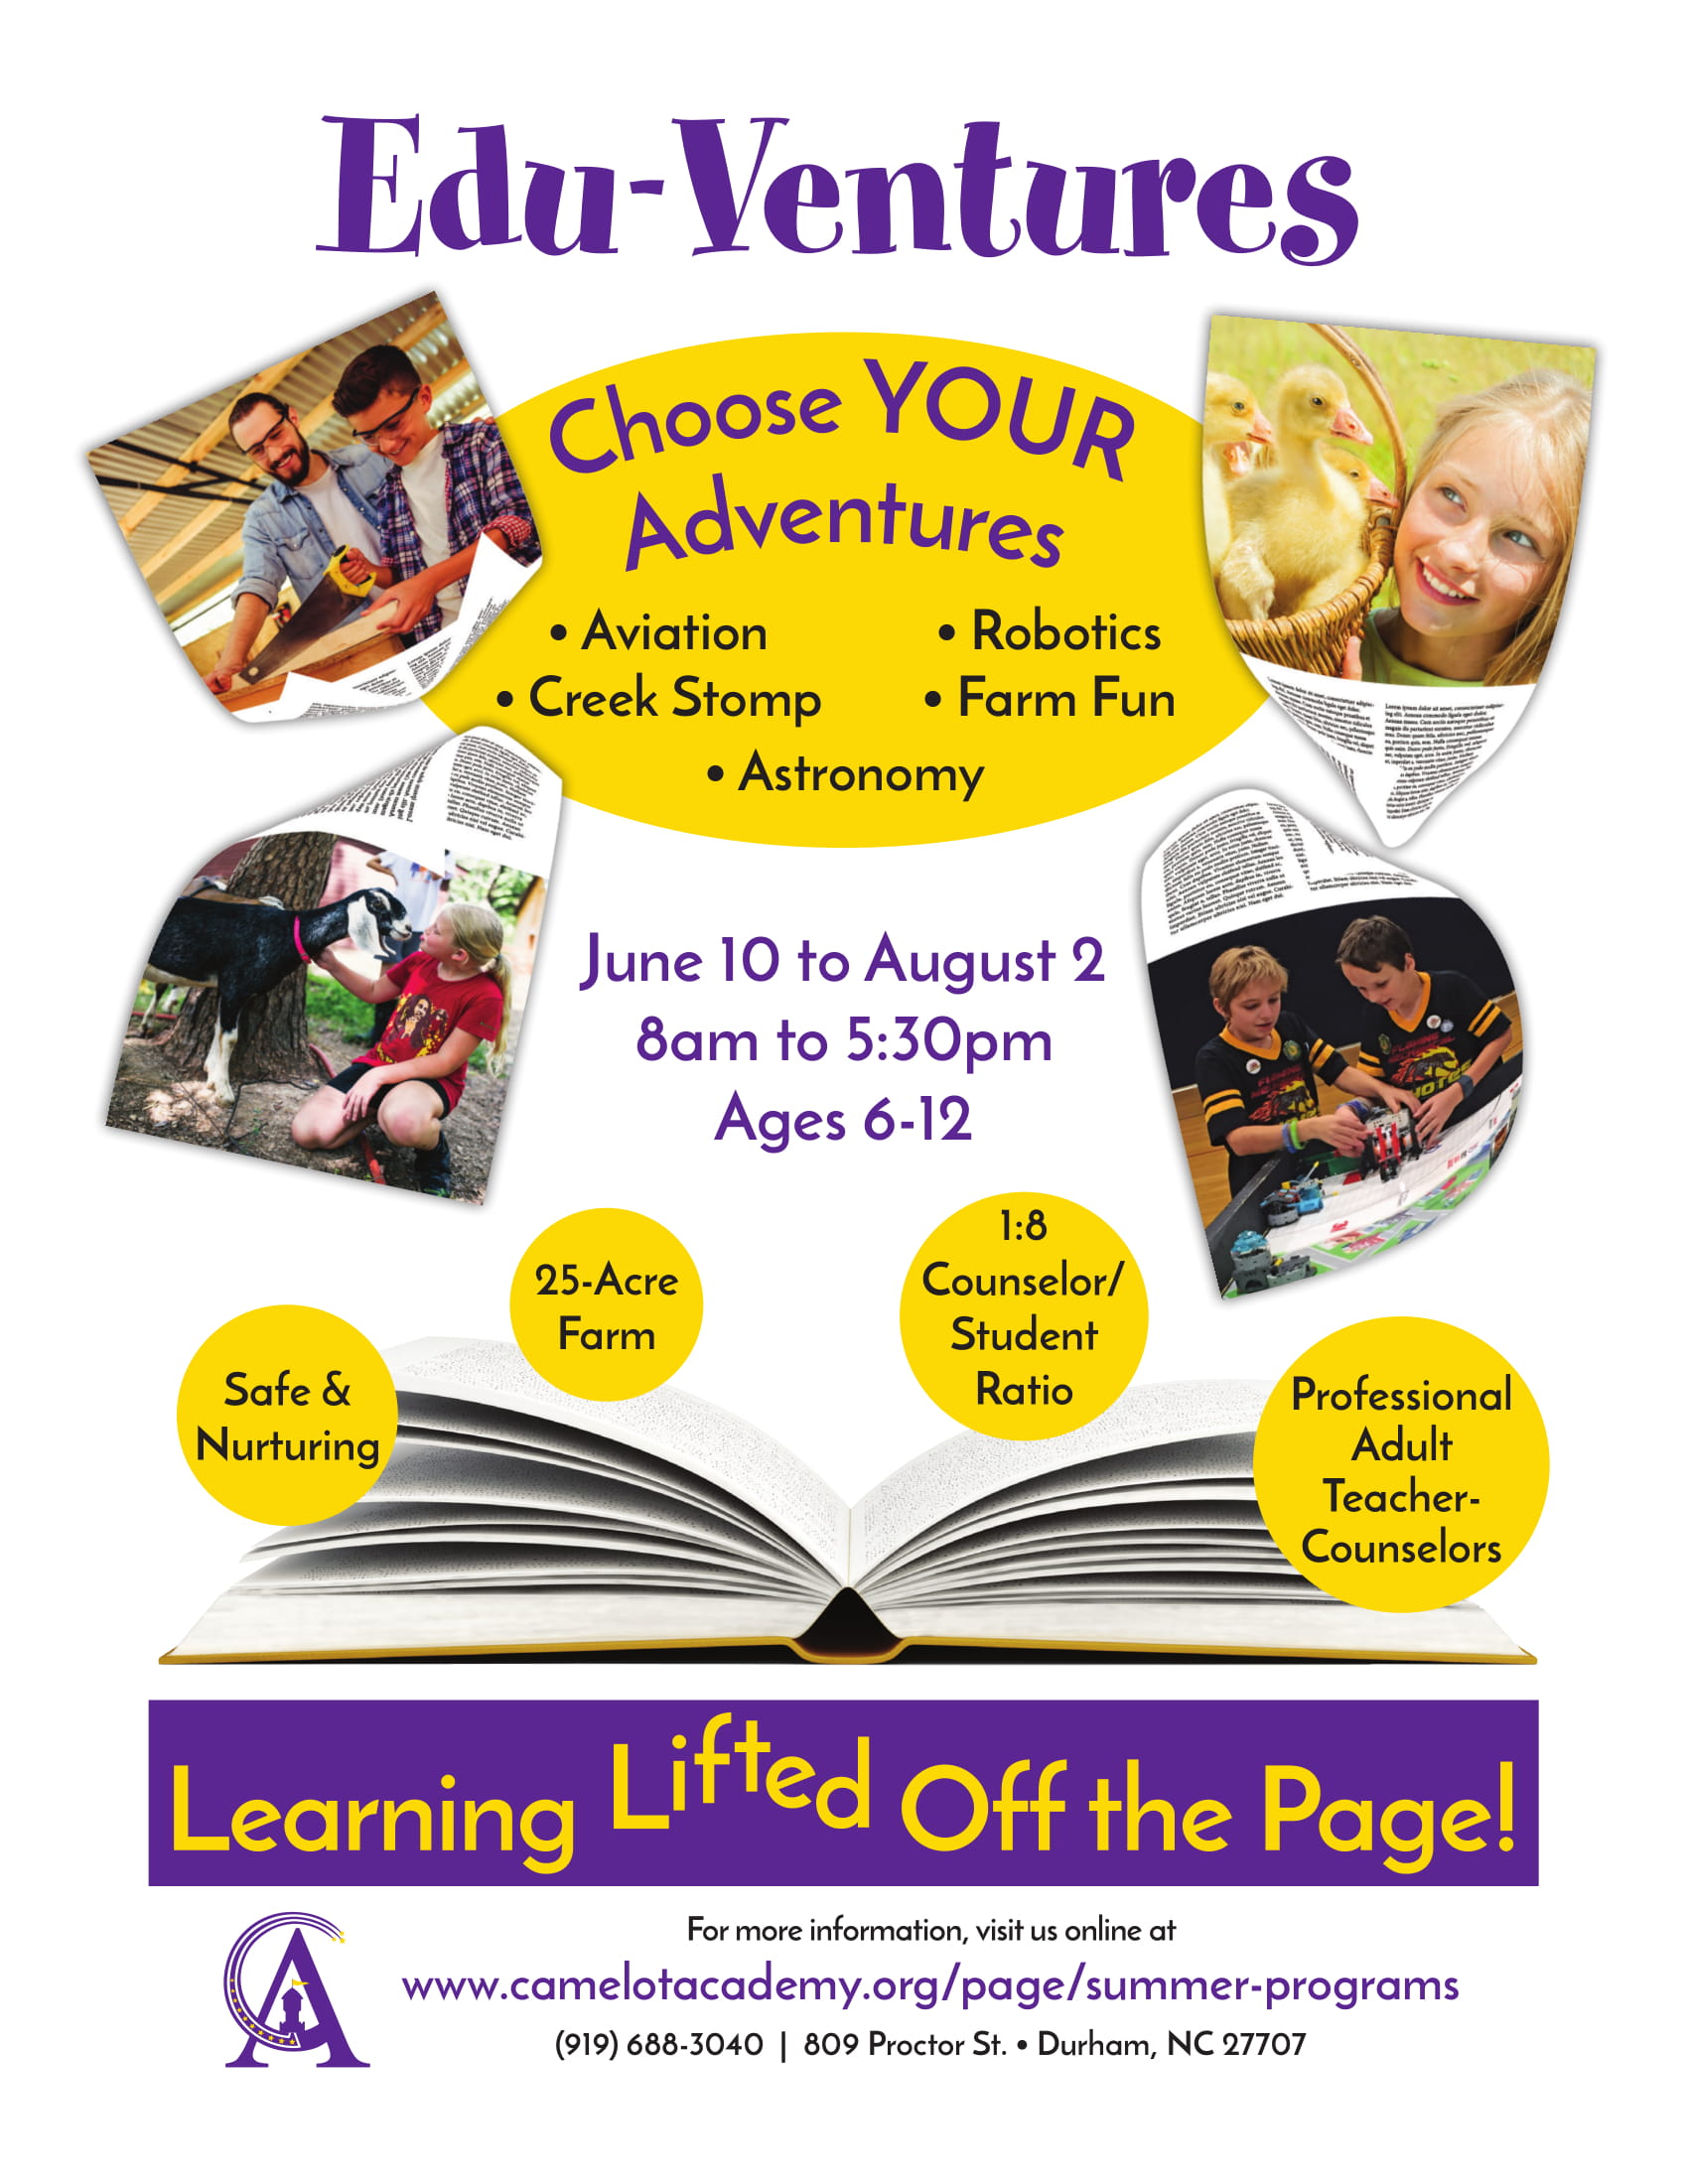 Edu-Ventures
Choose YOUR
Adventures
• Aviation
• Robotics
• Creek Stomp
• Farm Fun
• Astronomy
June 10 to August 2
8am to 5:30pm
Ages 6-12
Safe &
Nurturing
25-Acre
Farm
1:8
Counselor/
Student
Ratio
Professional
Adult
Teacher-
Counselors
Learning Lifted Off the Page!
CA
For more information, visit us online at
www.camelotacademy.org/page/summer-programs
(919) 688-3040 | 809 Proctor St. • Durham, NC 27707